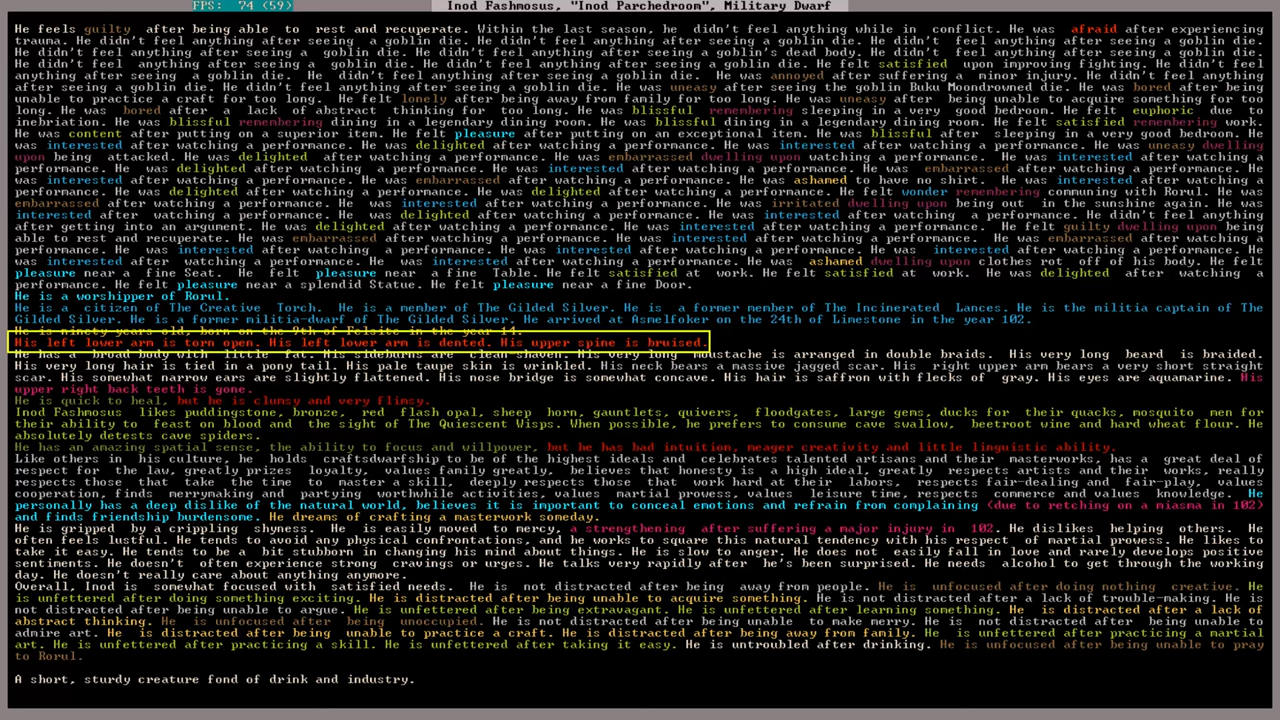 FPS: 74 (59)
Inod Fashmosus, "Inod Parchedroom", Military Dwarf
He feels guilty after being able to rest and recuperate. Within the last season, he didn't feel anything while in conflict. He was afraid after experiencing
trauma. He didn't feel anything after seeing a goblin die. He didn't feel anything after seeing a goblin die. He didn't feel anything after seeing a goblin die.
He didn't feel anything after seeing a goblin die. He didn't feel anything after seeing a goblin's dead body. He didn't feel anything after seeing a goblin die.
He didn't feel anything after seeing a goblin die. He didn't feel anything after seeing a goblin die. He felt satisfied upon improving fighting. He didn't feel
anything after seeing a goblin die. He didn't feel anything after seeing a goblin die. He was annoyed after suffering a minor injury. He didn't feel anything
after seeing a goblin die. He didn't feel anything after seeing a goblin die. He was uneasy after seeing the goblin Buku Moondrowned die. He was bored after being
unable to practice a craft for too long. He felt lonely after being away from family for too long. He was uneasy after being unable to acquire something for too
long. He was bored after a lack of abstract thinking for too long. He was blissful remembering sleeping in a very good bedroom. He felt euphoric due to
inebriation. He was blissful remembering dining in a legendary dining room. He was blissful dining in a legendary dining room. He felt satisfied remembering work.
He was content after putting on a superior item. He felt pleasure after putting on an exceptional item. He was blissful after sleeping in a very good bedroom. He
was interested after watching a performance. He was delighted after watching a performance. He was interested after watching a performance. He was uneasy dwelling
upon being attacked. He was delighted after watching a performance. He was embarrassed dwelling upon watching a performance. He was interested after watching a
performance. He was delighted after watching a performance. He was interested after watching a performance. He was embarrassed after watching a performance. He
was interested after watching a performance. He was embarrassed after watching a performance. He was ashamed to have no shirt. He was interested after watching a
performance. He was delighted after watching a performance. He was delighted after watching a performance. He felt wonder remembering communing with Rorul. He was
embarrassed after watching a performance. He was interested after watching a performance. He was irritated dwelling upon being out in the sunshine again. He was
interested after watching a performance. He was delighted after watching a performance. He was interested after watching a performance. He didn't feel anything
after getting into an argument. He was delighted after watching a performance. He was interested after watching a performance. He felt guilty dwelling upon being
able to rest and recuperate. He was embarrassed after watching a performance. He was interested after watching a performance. He was embarrassed after watching a
performance. He was interested after watching a performance. He was interested after watching a performance. He was interested after watching a performance. He
was interested after watching a performance. He was interested after watching a performance. He was ashamed dwelling upon clothes rot off of his body. He felt
pleasure near a fine Seat. He felt pleasure near a fine Table. He felt satisfied at work. He felt satisfied at work. He was delighted after watching a
performance. He felt pleasure near a splendid Statue. He felt pleasure near a fine Door.
He is a worshipper of Rorul.
He is a citizen of The Creative Torch. He is a member of The Gilded Silver. He is a former member of The Incinerated Lances. He is the militia captain of The
Gilded Silver. He is a former militia-dwarf of The Gilded Silver. He arrived at Asmelfoker on the 24th of Limestone in the year 102.
He is ninety years old, born on the 9th of Felsite in the year 14.
His left lower arm is torn open. His left lower arm is dented. His upper spine is bruised.
He has a broad body with little fat. His sideburns are clean-shaven. His very long moustache is arranged in double braids. His very long beard is braided.
His very long hair is tied in a pony tail. His pale taupe skin is wrinkled. His neck bears a massive jagged scar. His right upper arm bears a very short straight
scar. His somewhat narrow ears are slightly flattened. His nose bridge is somewhat concave. His hair is saffron with flecks of gray. His eyes are aquamarine. His
upper right back teeth is gone.
He is quick to heal, but he is clumsy and very flimsy.
Inod Fashmosus likes puddingstone, bronze, red flash opal, sheep horn, gauntlets, quivers, floodgates, large gems, ducks for their quacks, mosquito men for
their ability to feast on blood and the sight of The Quiescent Wisps. When possible, he prefers to consume cave swallow, beetroot wine and hard wheat flour. He
absolutely detests cave spiders.
He has an amazing spatial sense, the ability to focus and willpower, but he has bad intuition, meager creativity and little linguistic ability.
Like others in his culture, he holds craftsdwarfship to be of the highest ideals and celebrates talented artisans and their masterworks, has a great deal of
respect for the law, greatly prizes loyalty, values family greatly, believes that honesty is a high ideal, greatly respects artists and their works, really
respects those that take the time to master a skill, deeply respects those that work hard at their labors, respects fair-dealing and fair-play, values
cooperation, finds merrymaking and partying worthwhile activities, values martial prowess, values leisure time, respects commerce and values knowledge. He
personally has a deep dislike of the natural world, believes it is important to conceal emotions and refrain from complaining (due to retching on a miasma in 102)
and finds friendship burdensome. He dreams of crafting a masterwork someday.
He is gripped by a crippling shyness. He is easily moved to mercy, a strengthening after suffering a major injury in 102. He dislikes helping others. He
often feels lustful. He tends to avoid any physical confrontations, and he works to square this natural tendency with his respect of martial prowess. He likes to
take it easy. He tends to be a bit stubborn in changing his mind about things. He is slow to anger. He does not easily fall in love and rarely develops positive
sentiments. He doesn't often experience strong cravings or urges. He talks very rapidly after he's been surprised. He needs alcohol to get through the working
day. He doesn't really care about anything anymore.
Overall, Inod is somewhat focused with satisfied needs. He is not distracted after being away from people. He is unfocused after doing nothing creative. He is
unfettered after doing something exciting. He is distracted after being unable to acquire something. He is not distracted after a lack of trouble-making. He is
not distracted after being unable to argue. He is unfettered after being extravagant. He is unfettered after learning something. He is distracted after a lack of
abstract thinking. He is unfocused after being unoccupied. He is not distracted after being unable to make merry. He is not distracted after being unable to
admire art. He is distracted after being unable to practice a craft. He is distracted after being away from family. He is unfettered after practicing a martial
art. He is unfettered after practicing a skill. He is unfettered after taking it easy. He is untroubled after drinking. He is unfocused after being unable to pray
to Rorul.
A short, sturdy creature fond of drink and industry.